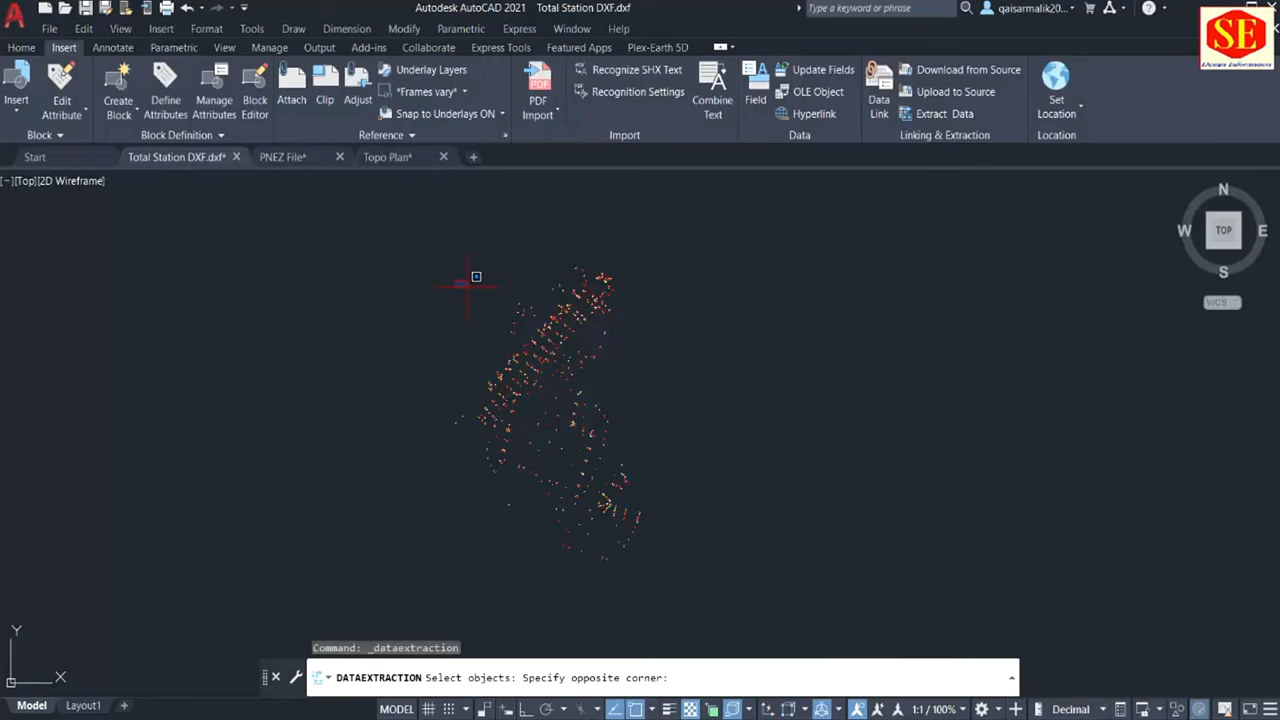 Autodesk AutoCAD 2021 Total Station DXF.dxf
Type a keyword or phrase
qaisarmalik20...
SE
File Edit View Insert Format Tools Draw Dimension Modify Parametric Express Window Help
Home Insert Annotate Parametric View Manage Output Add-ins Collaborate Express Tools Featured Apps Plex-Earth 5D
Insert
Edit Attribute
Create Block
Define Attributes
Manage Attributes
Block Editor
Attach
Clip
Adjust
Underlay Layers
*Frames vary*
Snap to Underlays ON
PDF Import
Recognize SHX Text
Recognition Settings
Combine Text
Field
Update Fields
OLE Object
Hyperlink
Data Link
Download from Source
Upload to Source
Extract Data
Set Location
Block Block Definition Reference Import Data Linking & Extraction Location
Start Total Station DXF.dxf* PNEZ File* Topo Plan*
[−][Top][2D Wireframe]
N
W TOP E
S
WCS
Y
X
Command: _dataextraction
DATAEXTRACTION Select objects: Specify opposite corner:
Model Layout1 MODEL 1:1 / 100% Decimal